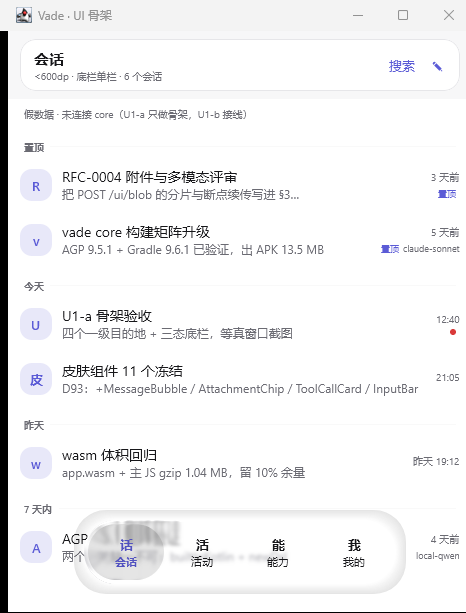 Vade · UI 骨架
会话
<600dp · 底栏单栏 · 6 个会话
搜索
假数据 · 未连接 core（U1-a 只做骨架，U1-b 接线）
置顶
R
RFC-0004 附件与多模态评审
3 天前
把 POST /ui/blob 的分片与断点续传写进 §3...
置顶
v
vade core 构建矩阵升级
5 天前
AGP 9.5.1 + Gradle 9.6.1 已验证，出 APK 13.5 MB
置顶 claude-sonnet
今天
U
U1-a 骨架验收
12:40
四个一级目的地 + 三态底栏，等真窗口截图
皮
皮肤组件 11 个冻结
21:05
D93：+MessageBubble / AttachmentChip / ToolCallCard / InputBar
昨天
w
wasm 体积回归
昨天 19:12
app.wasm + 主 JS gzip 1.04 MB，留 10% 余量
7 天内
A
AGP
4 天前
两个
local-qwen
话 活 能 我
会话 活动 能力 我的